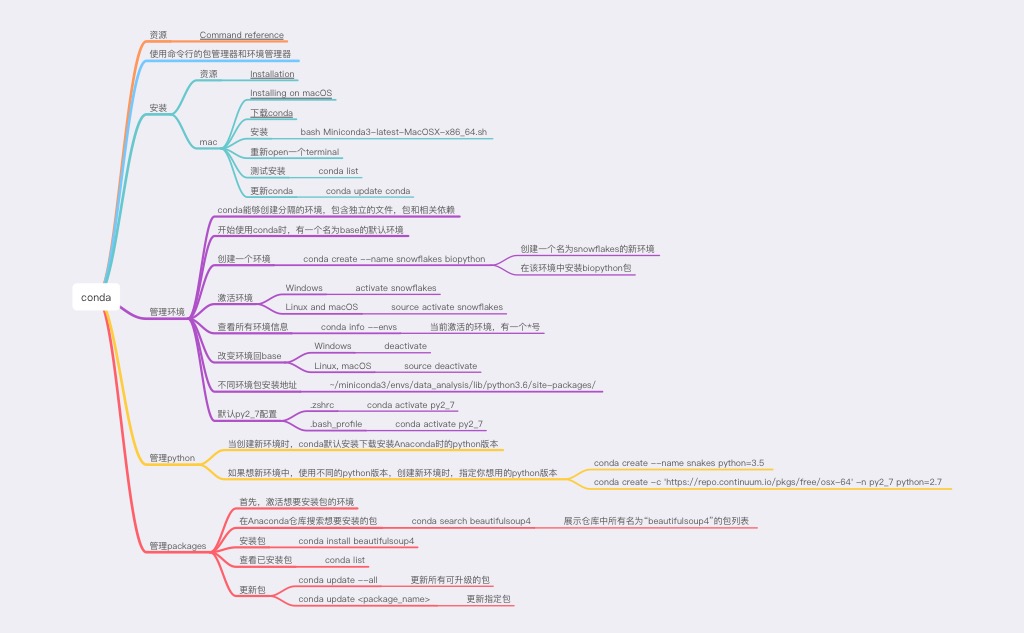 资源 Command reference
使用命令行的包管理器和环境管理器
资源 Installation
Installing on macOS
安装
下载conda
安装 bash Miniconda3-latest-MacOSX-x86_64.sh
mac
重新open一个terminal
测试安装 conda list
更新conda conda update conda
conda能够创建分隔的环境，包含独立的文件，包和相关依赖
开始使用conda时，有一个名为base的默认环境
创建一个名为snowflakes的新环境
创建一个环境 conda create --name snowflakes biopython
在该环境中安装biopython包
Windows activate snowflakes
激活环境
conda
Linux and macOS source activate snowflakes
管理环境
查看所有环境信息 conda info --envs 当前激活的环境，有一个*号
Windows deactivate
改变环境回base
Linux, macOS source deactivate
不同环境包安装地址 ~/miniconda3/envs/data_analysis/lib/python3.6/site-packages/
.zshrc conda activate py2_7
默认py2_7配置
.bash_profile conda activate py2_7
当创建新环境时，conda默认安装下载安装Anaconda时的python版本
管理python
conda create --name snakes python=3.5
如果想新环境中，使用不同的python版本，创建新环境时，指定你想用的python版本
conda create -c 'https://repo.continuum.io/pkgs/free/osx-64' -n py2_7 python=2.7
首先，激活想要安装包的环境
在Anaconda仓库搜索想要安装的包 conda search beautifulsoup4 展示仓库中所有名为“beautifulsoup4”的包列表
安装包 conda install beautifulsoup4
管理packages
查看已安装包 conda list
conda update --all 更新所有可升级的包
更新包
conda update <package_name> 更新指定包